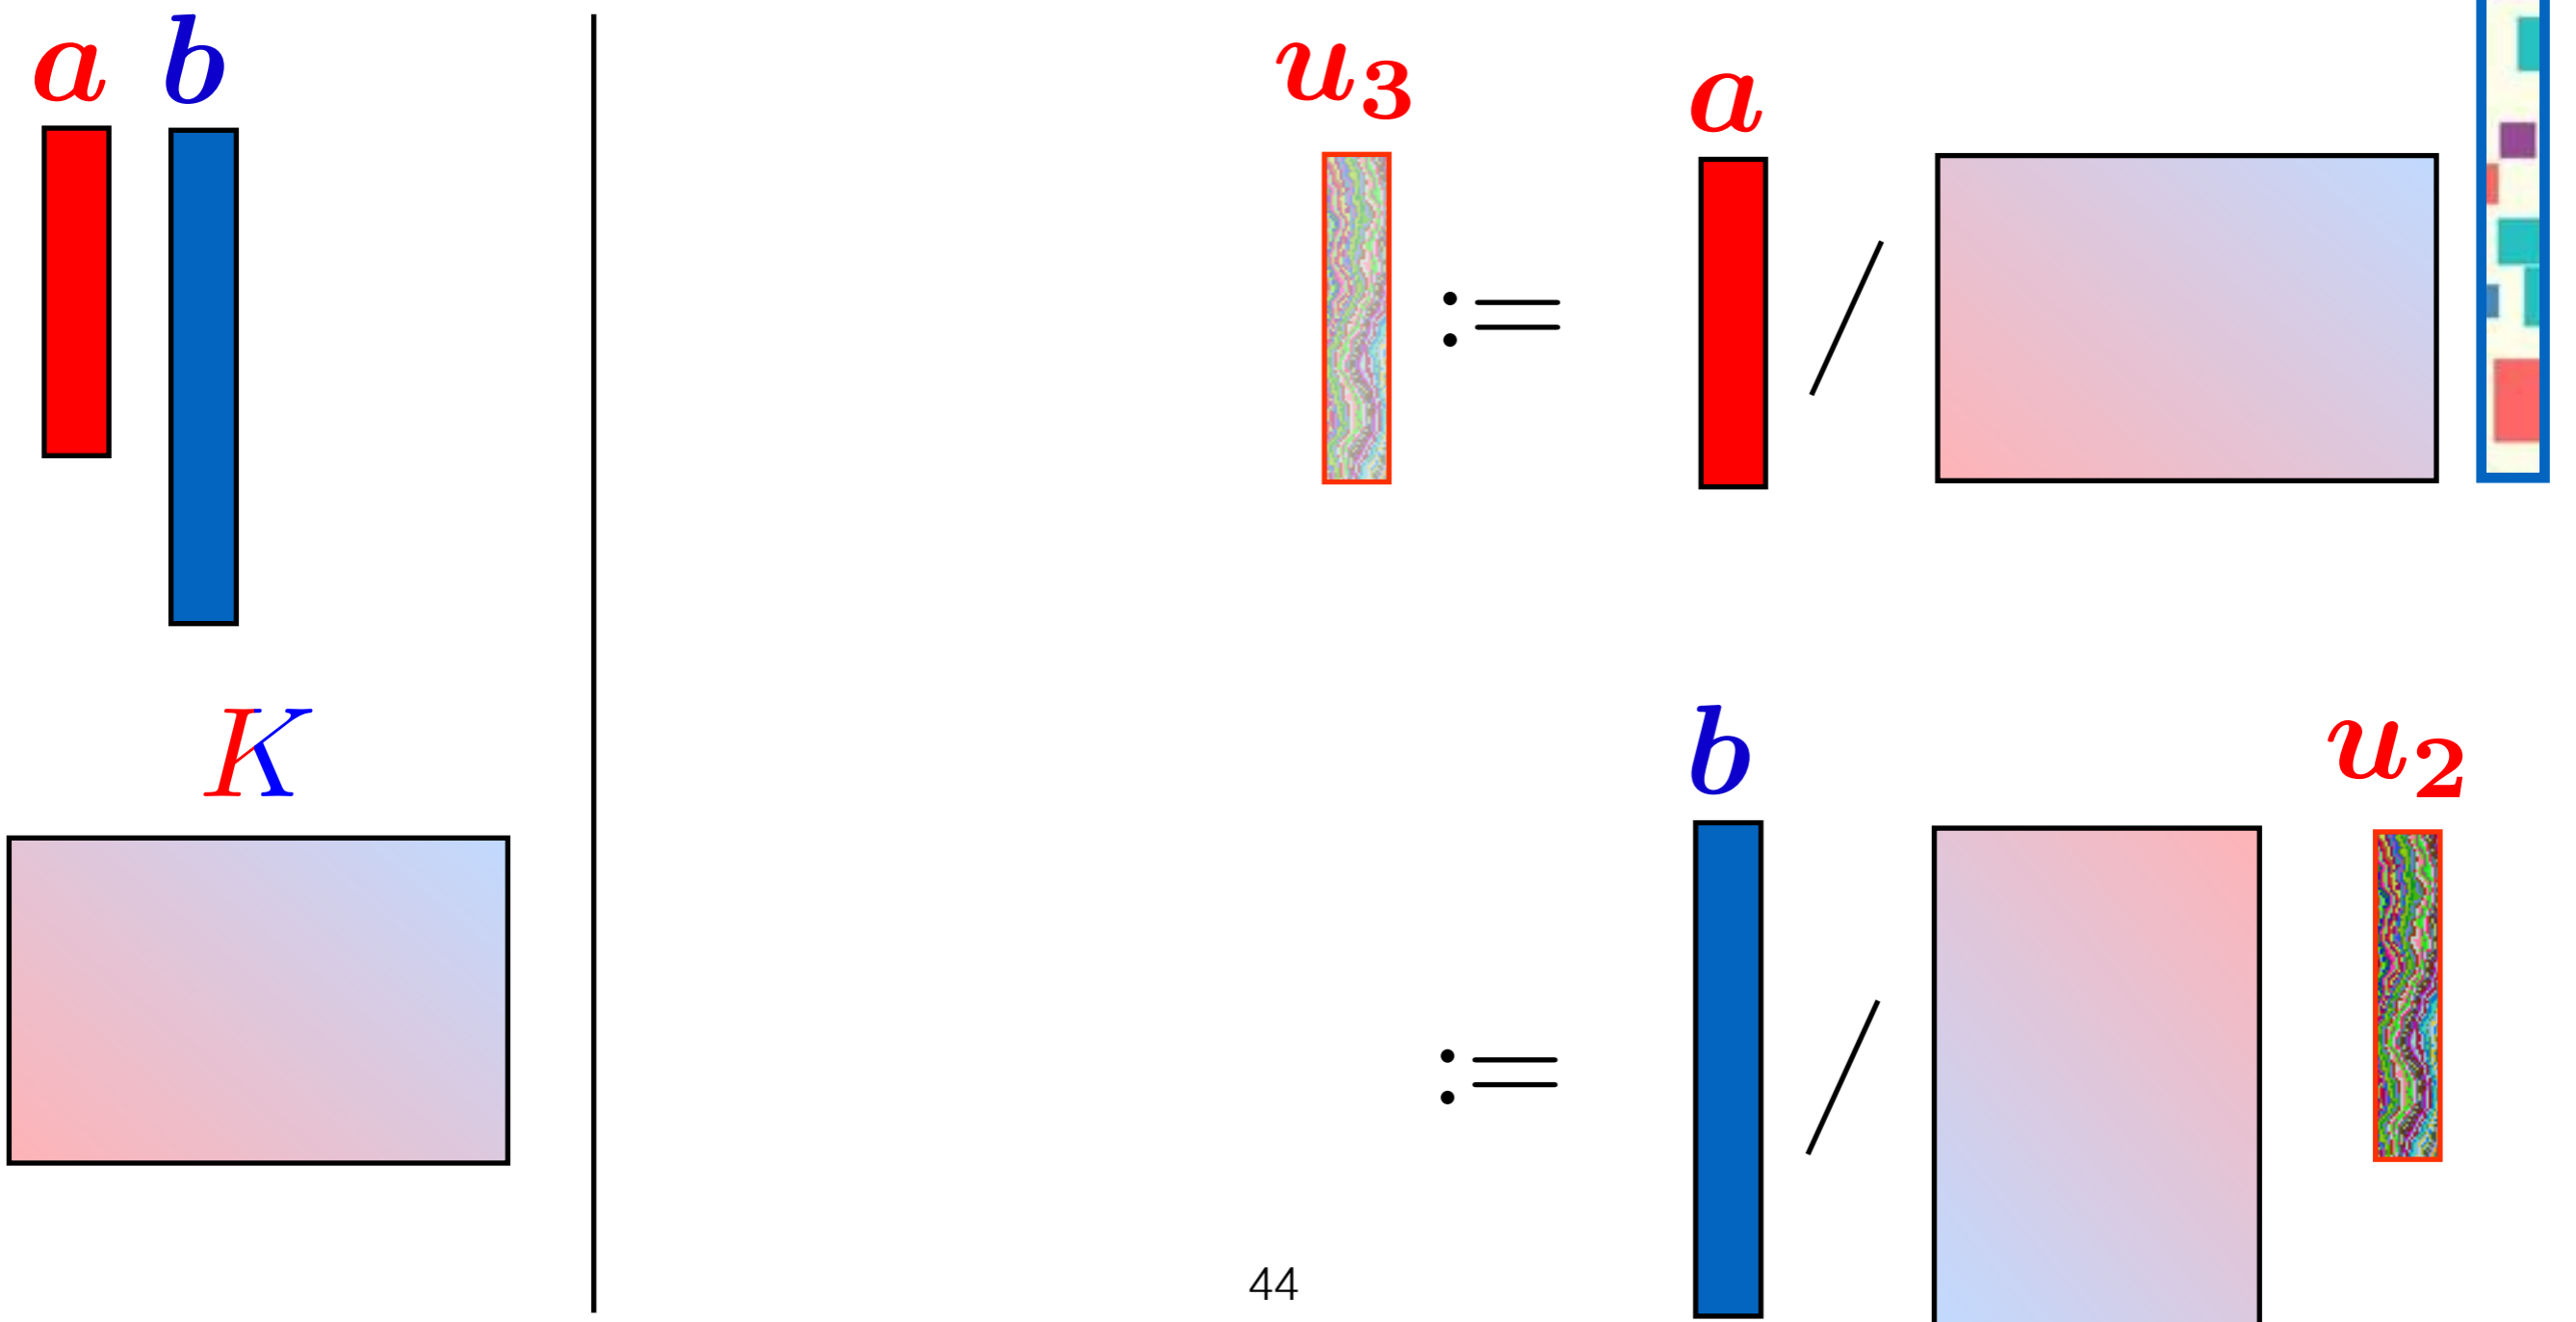 a b
u₃ := a /
K
b u₂
:= /
44